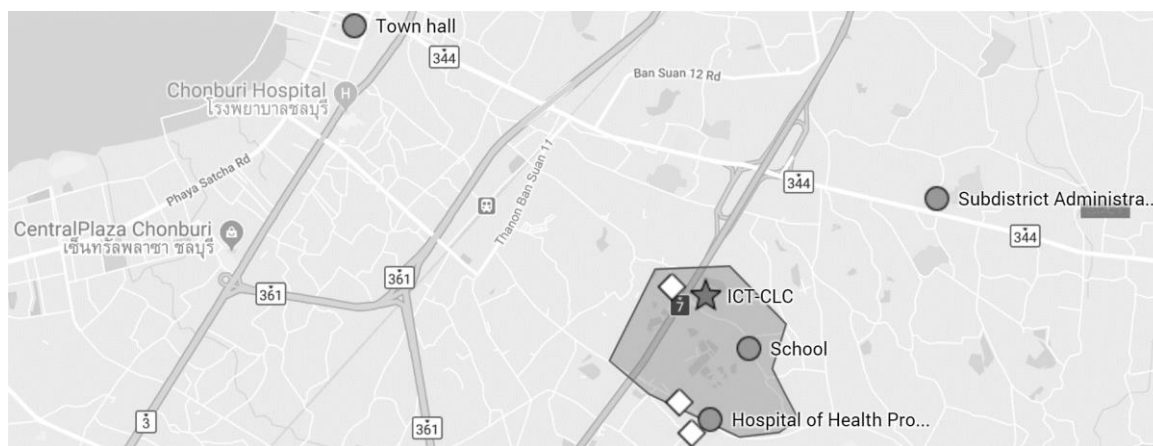 Town hall
344
Ban Suan 12 Rd
Chonburi Hospital
โรงพยาบาลชลบุรี
H
Phaya Satcha Rd
Thanon Ban Suan 11
344
Subdistrict Administra...
CentralPlaza Chonburi
เซ็นทรัลพลาซา ชลบุรี
344
361
361
7
ICT-CLC
School
Hospital of Health Pro...
3
361